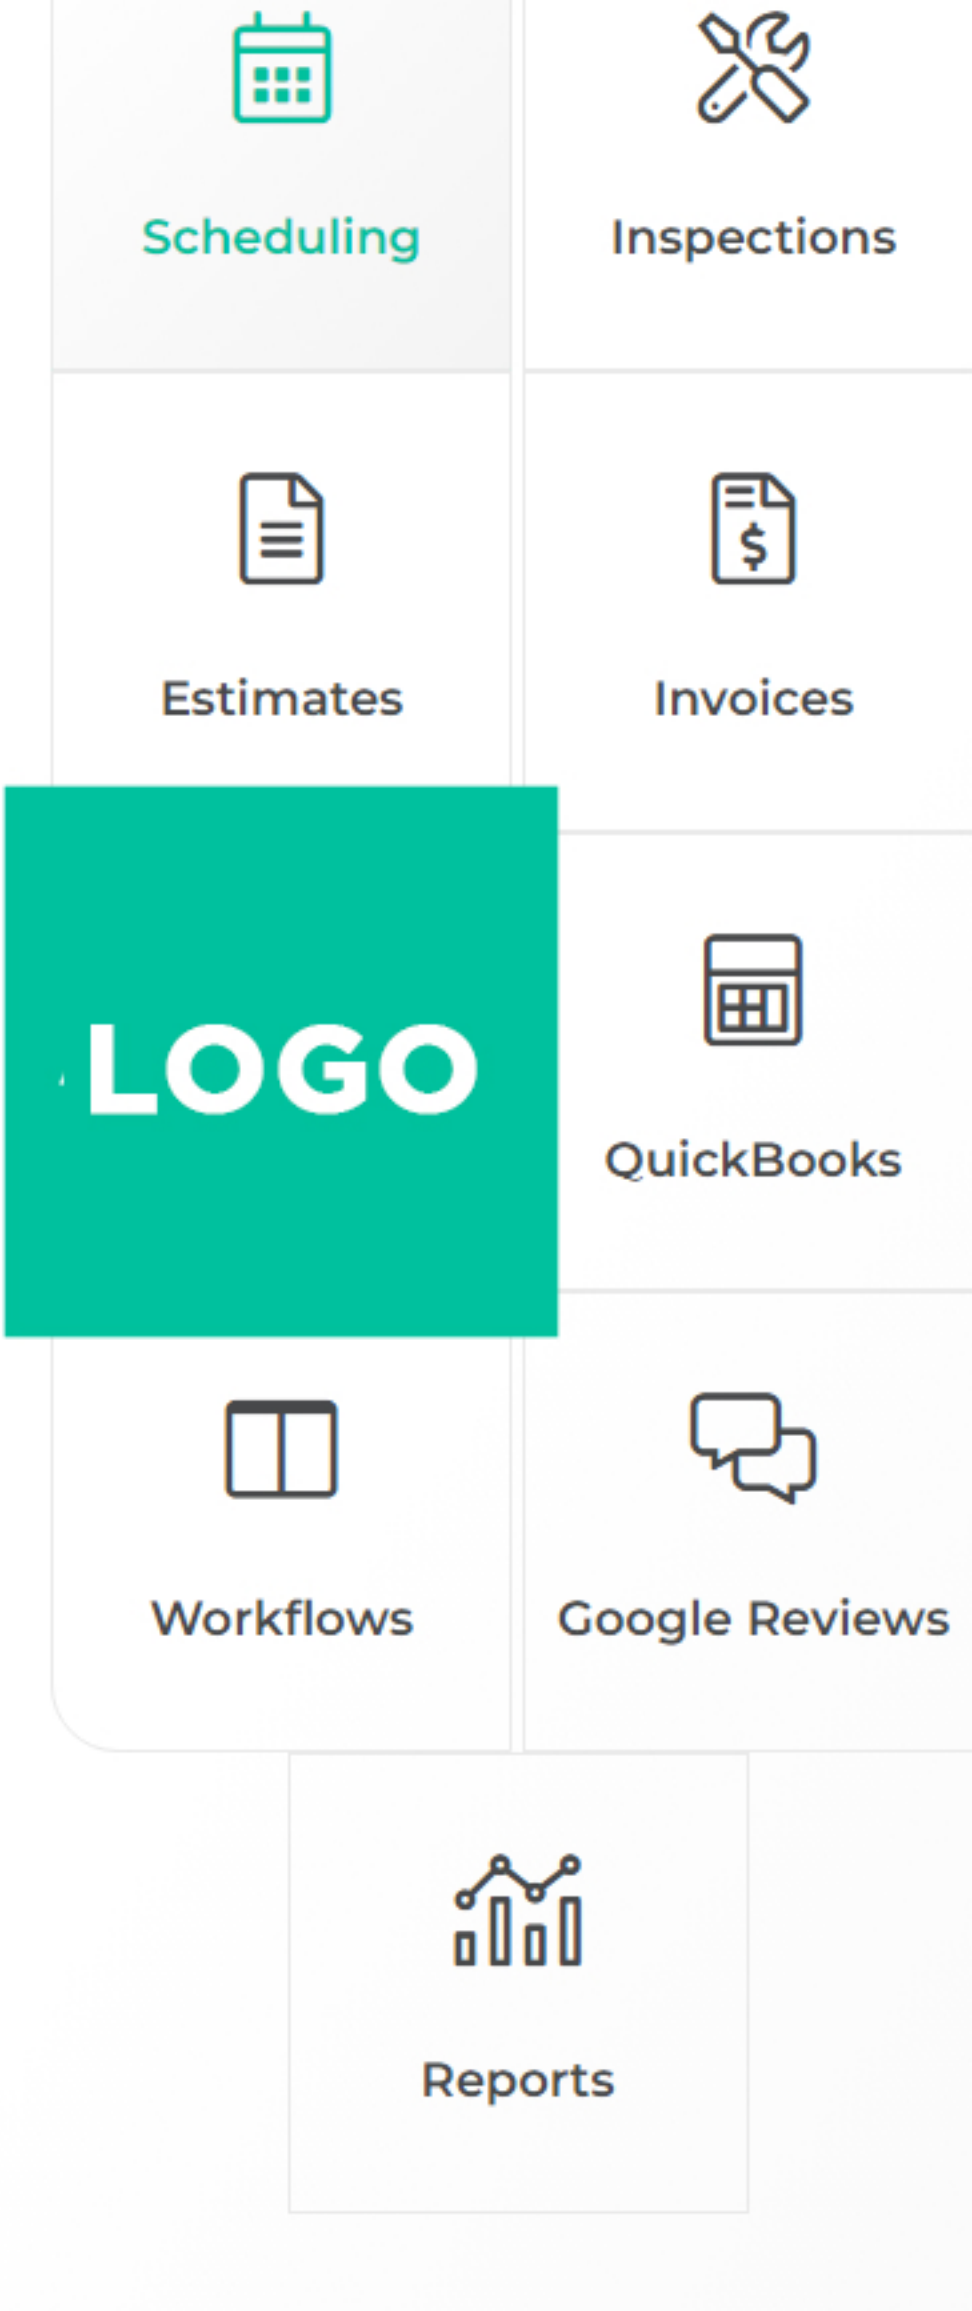 Scheduling
Inspections
Estimates
Invoices
LOGO
QuickBooks
Workflows
Google Reviews
Reports